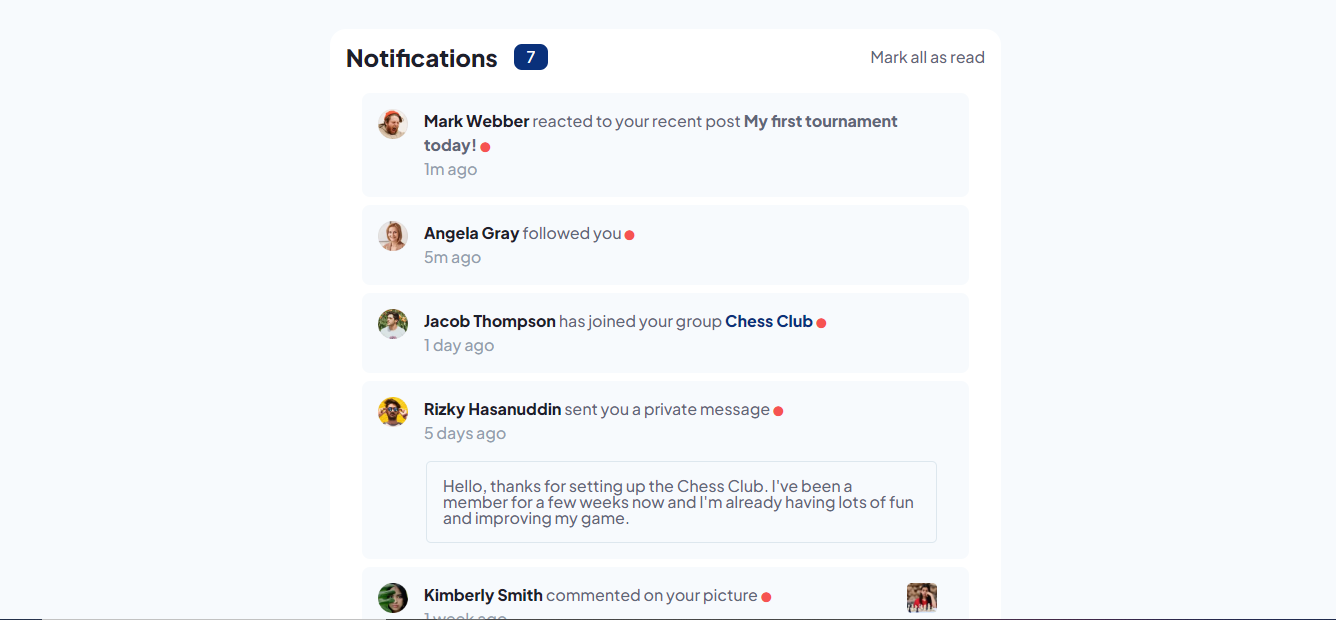 Notifications 7 Mark all as read
Mark Webber reacted to your recent post My first tournament
today!
1m ago
Angela Gray followed you
5m ago
Jacob Thompson has joined your group Chess Club
1 day ago
Rizky Hasanuddin sent you a private message
5 days ago
Hello, thanks for setting up the Chess Club. I've been a
member for a few weeks now and I'm already having lots of fun
and improving my game.
Kimberly Smith commented on your picture
1 week ago